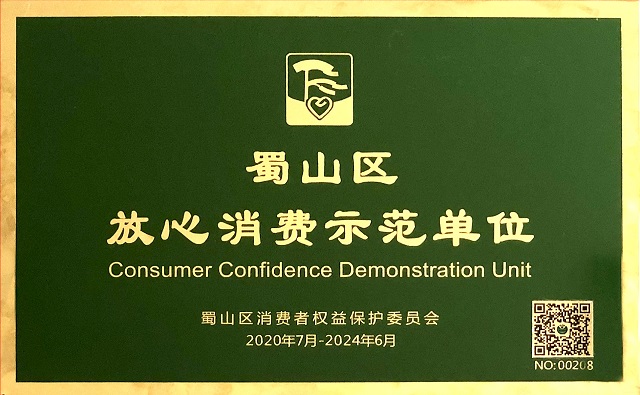 蜀山区
放心消费示范单位
Consumer Confidence Demonstration Unit
蜀山区消费者权益保护委员会
2020年7月-2024年6月
NO:00208